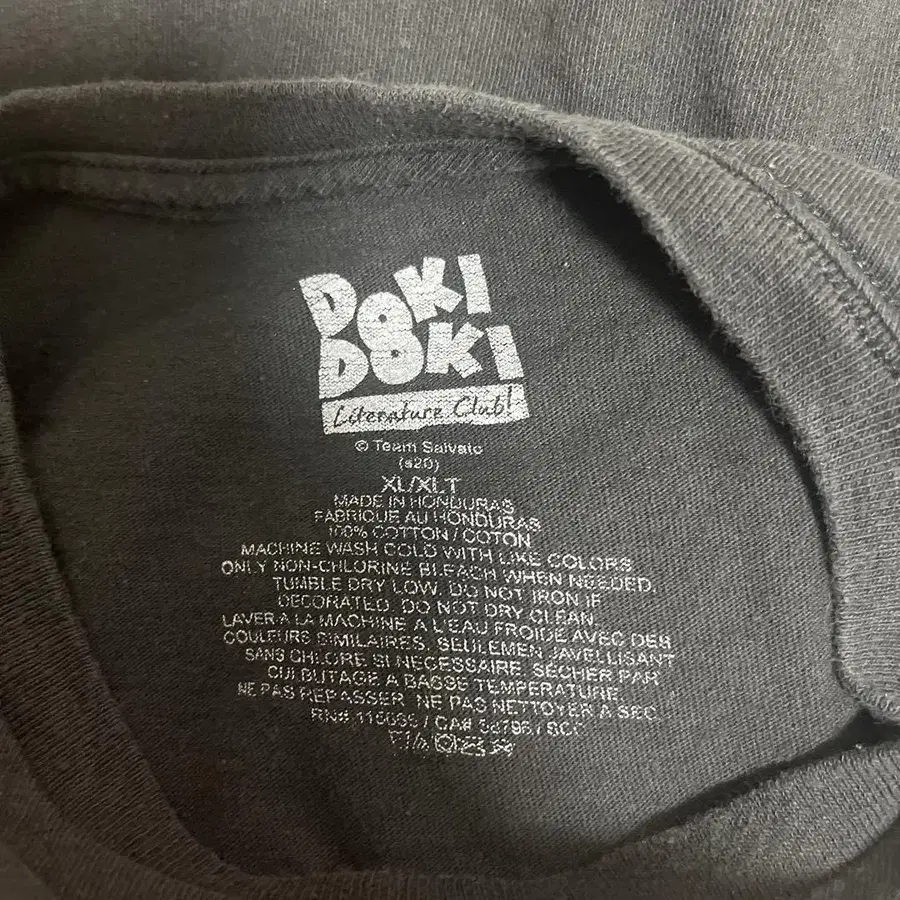 DOKI
DOKI
Literature Club!
© Team Salvato
(s20)
XL/XLT
MADE IN HONDURAS
FABRIQUE AU HONDURAS
100% COTTON / COTON
MACHINE WASH COLD WITH LIKE COLORS.
ONLY NON-CHLORINE BLEACH WHEN NEEDED.
TUMBLE DRY LOW. DO NOT IRON IF
DECORATED. DO NOT DRY CLEAN.
LAVER A LA MACHINE A L'EAU FROIDE AVEC DES
COULEURS SIMILAIRES. SEULEMEN JAVELLISANT
SANS CHLORE SI NECESSAIRE. SECHER PAR
CULBUTAGE A BASSE TEMPERATURE.
NE PAS REPASSER. NE PAS NETTOYER A SEC.
RN# / CA#